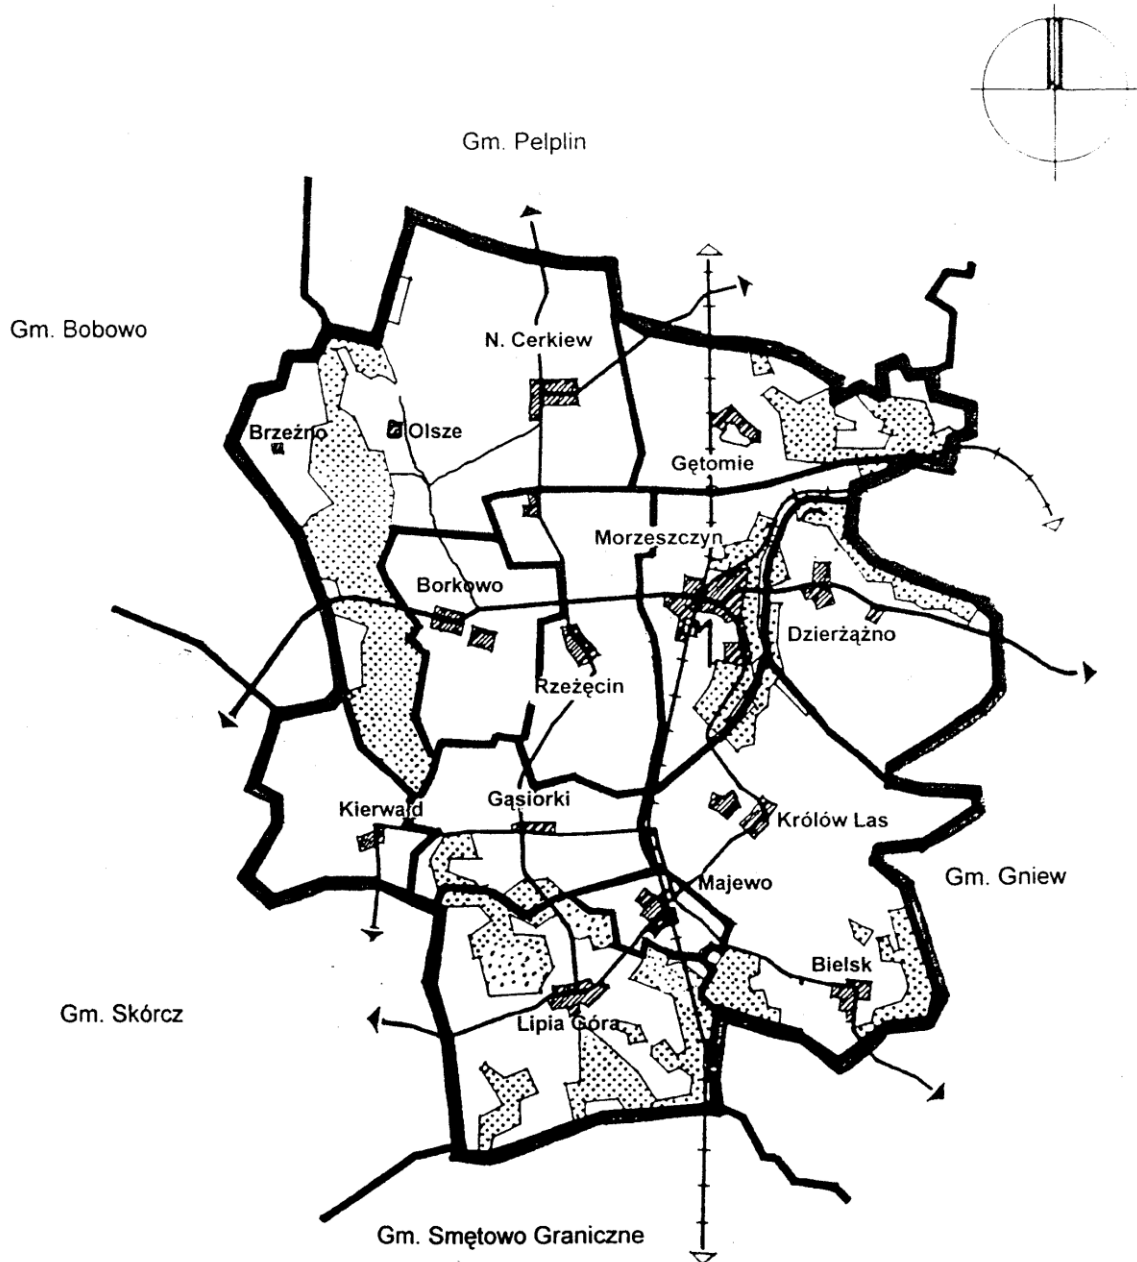 Gm. Pelplin
Gm. Bobowo
N. Cerkiew
Brzeźno
Olsze
Gętomie
Morzeszczyn
Borkowo
Dzierżążno
Rzeżęcin
Kierwałd
Gąsiorki
Królów Las
Majewo
Gm. Gniew
Bielsk
Gm. Skórcz
Lipia Góra
Gm. Smętowo Graniczne